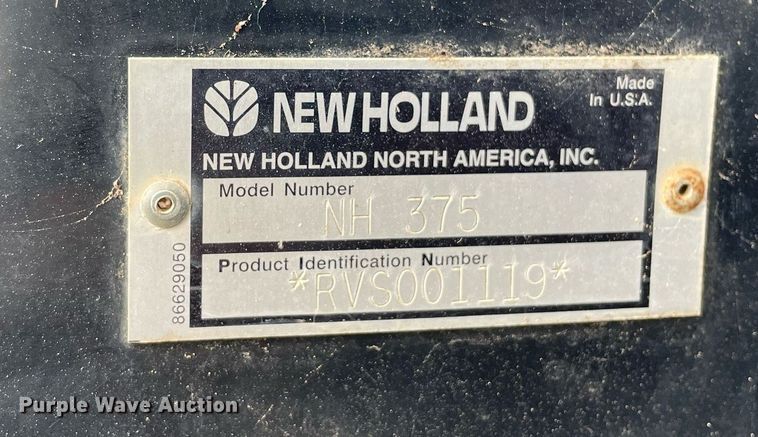 NEW HOLLAND
Made
In U.S.A.
NEW HOLLAND NORTH AMERICA, INC.
Model Number
NH 375
Product Identification Number
*RVS001119*
86629050
Purple Wave Auction